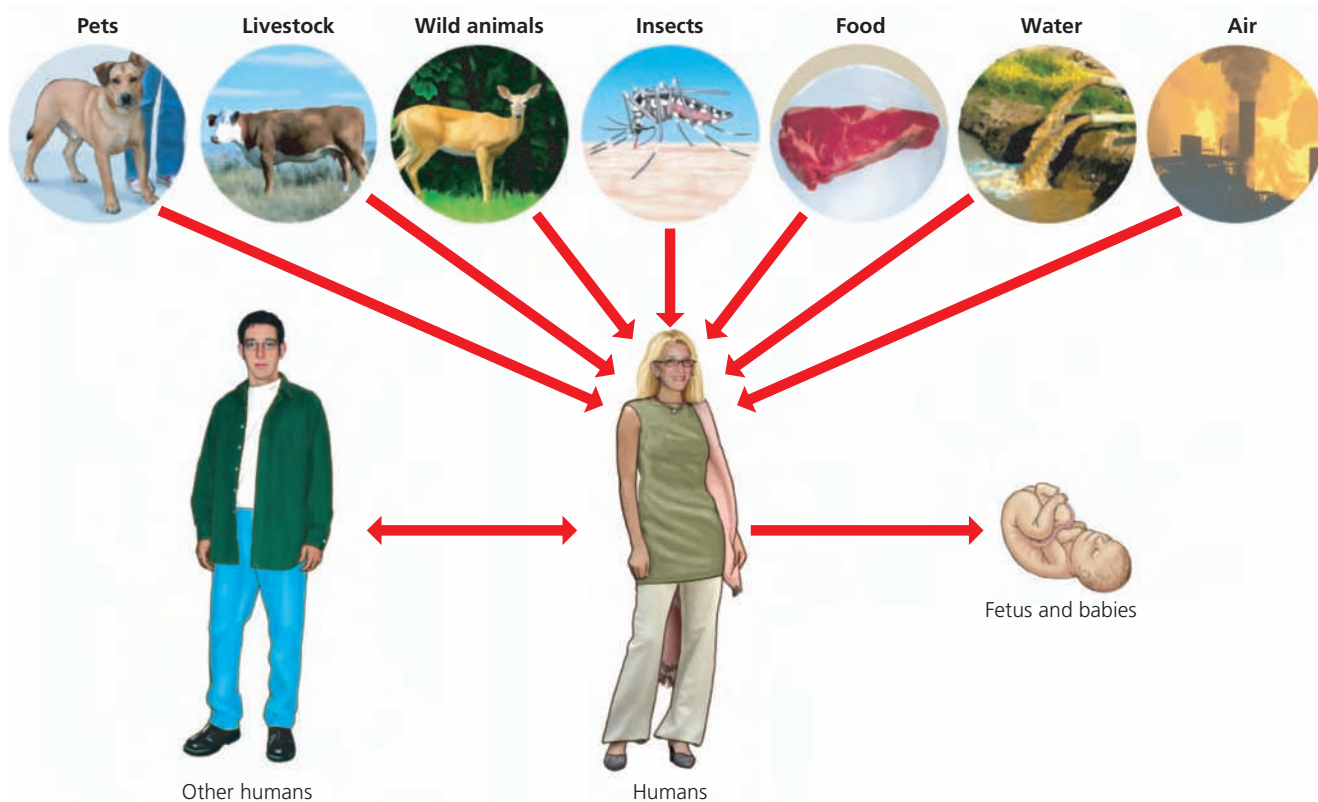 Pets
Livestock
Wild animals
Insects
Food
Water
Air
Fetus and babies
Other humans
Humans